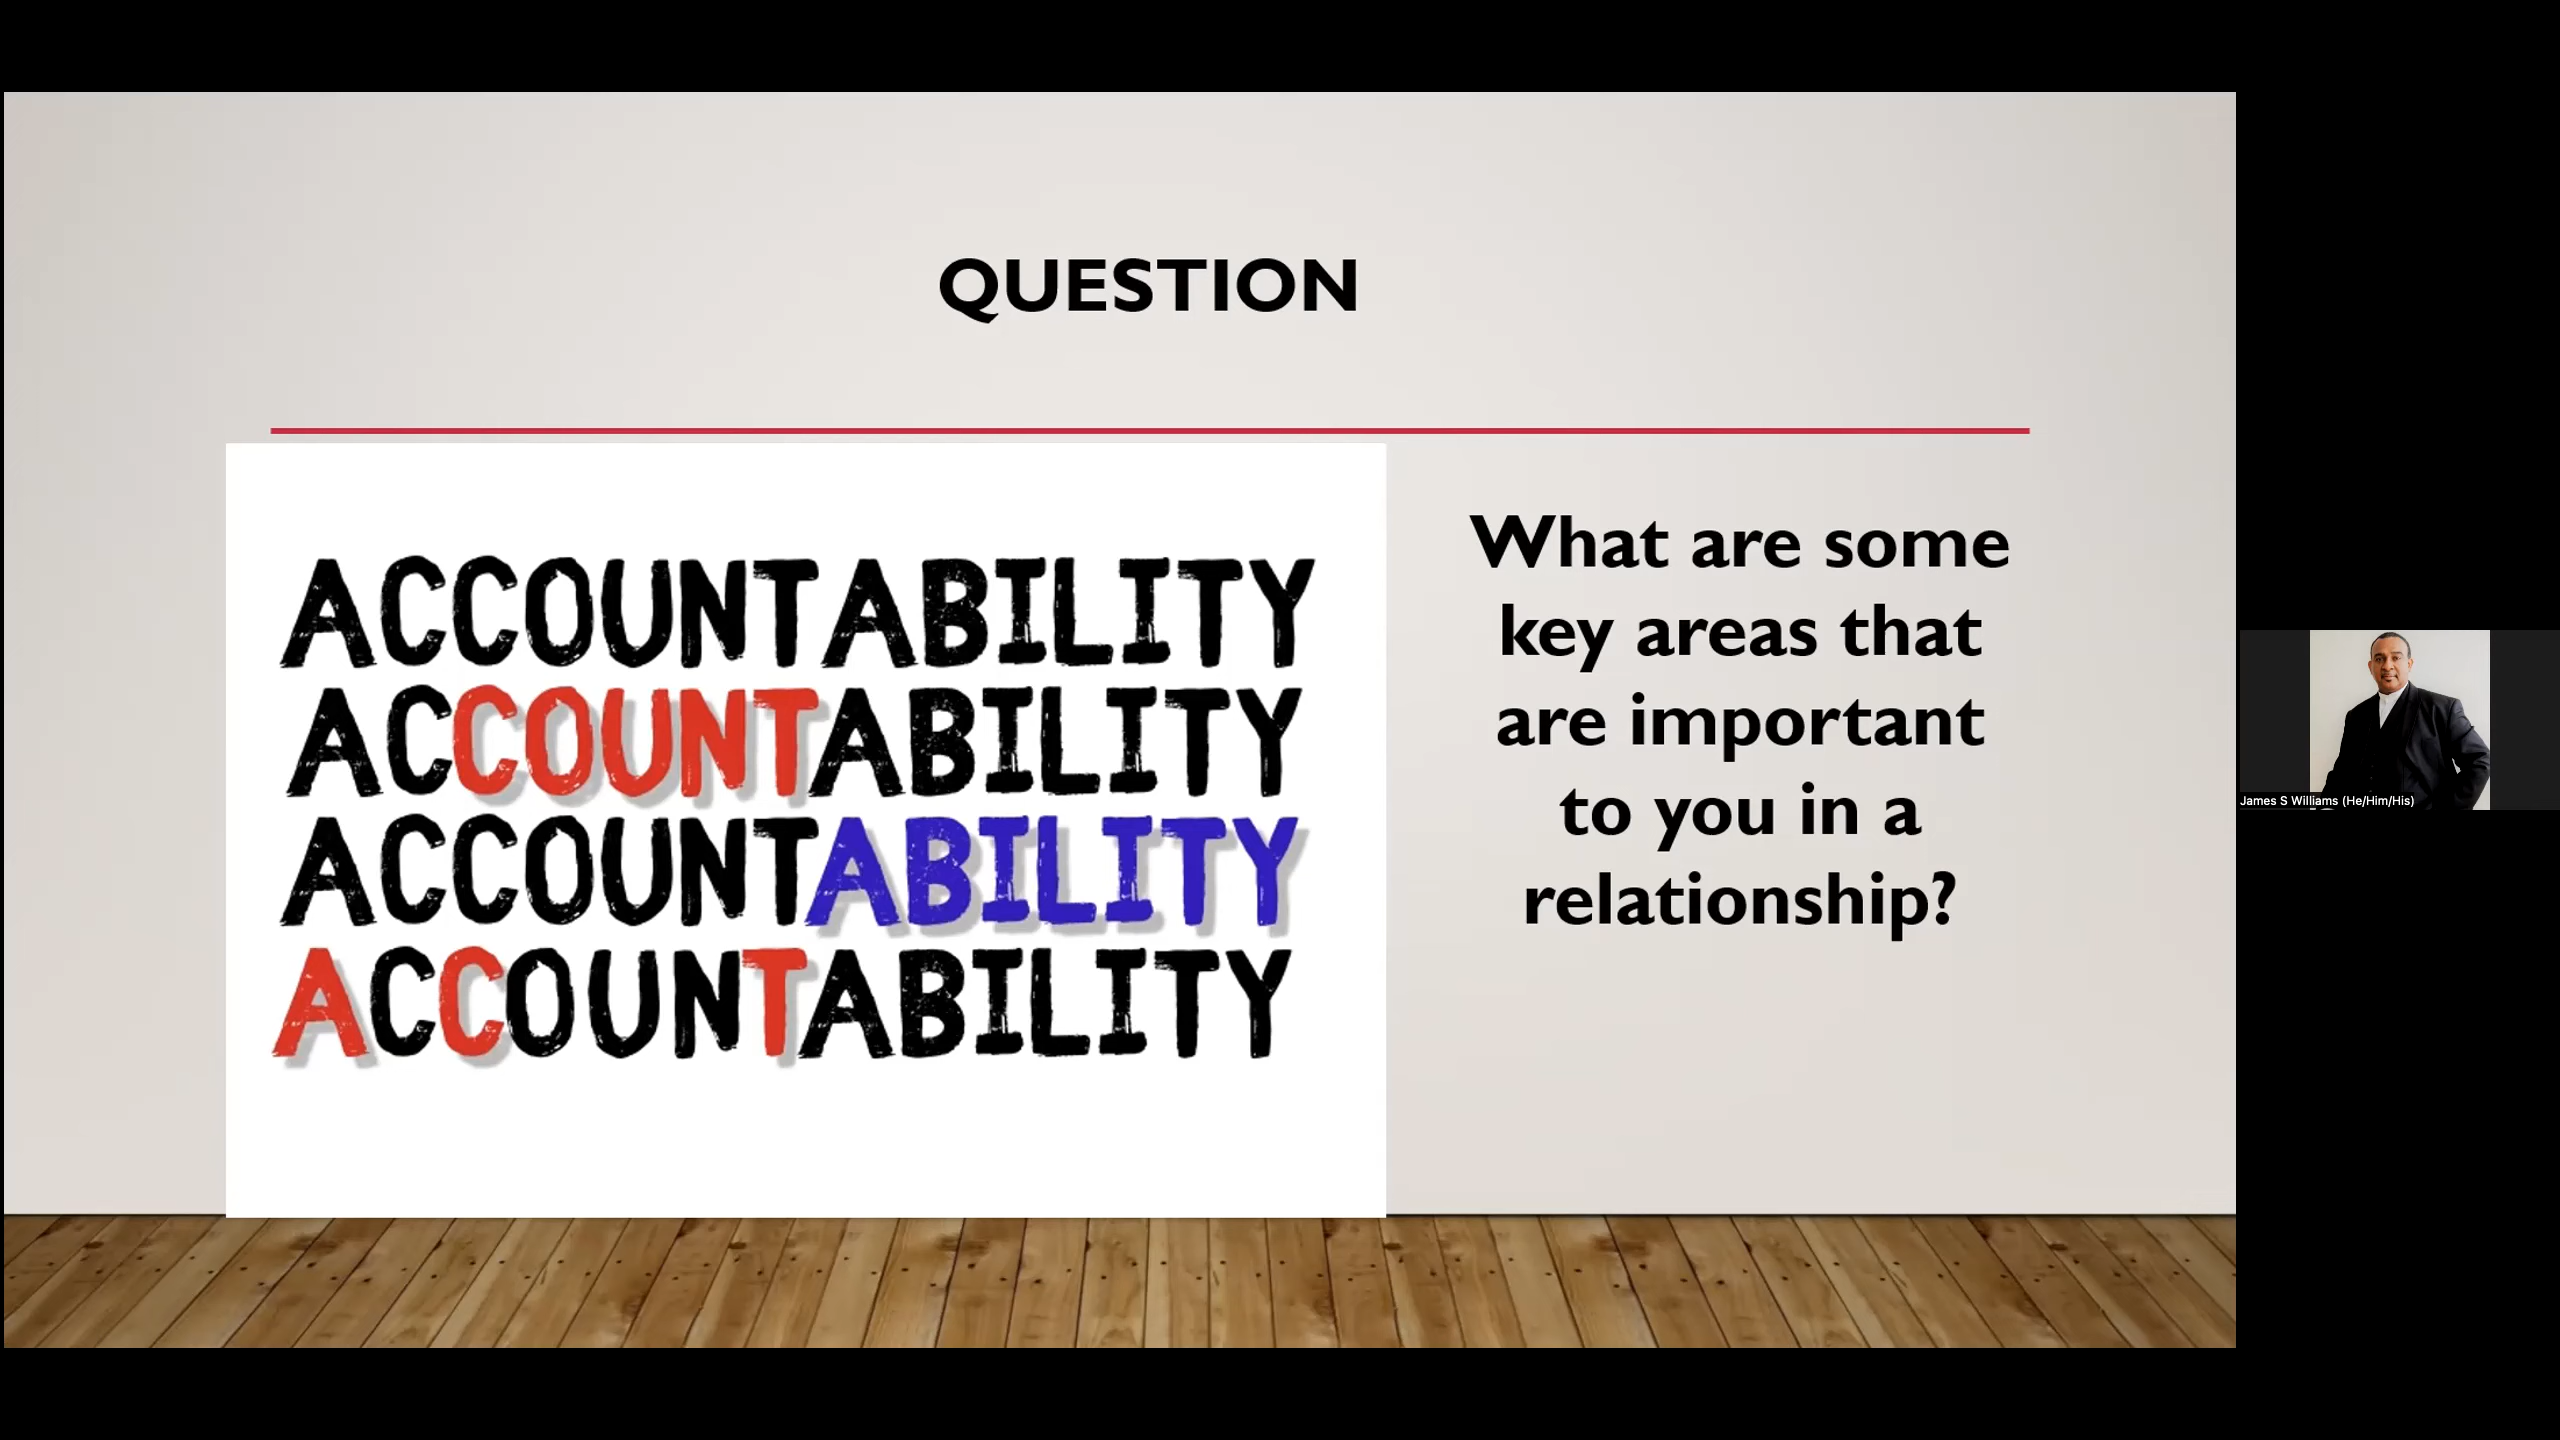 QUESTION
ACCOUNTABILITY
ACCOUNTABILITY
ACCOUNTABILITY
ACCOUNTABILITY
What are some
key areas that
are important
to you in a
relationship?
James S Williams (He/Him/His)